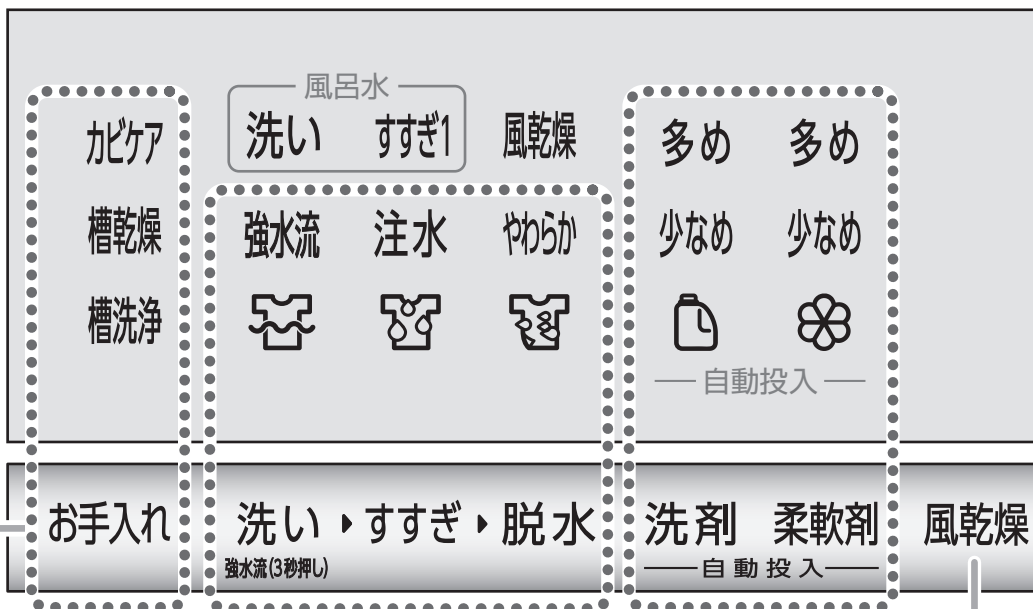 風呂水
カビケア 洗い すすぎ1 風乾燥 多め 多め
槽乾燥 強水流 注水 やわらか 少なめ 少なめ
槽洗浄
自動投入
お手入れ 洗い すすぎ 脱水 洗剤 柔軟剤 風乾燥
強水流(3秒押し) 自動投入